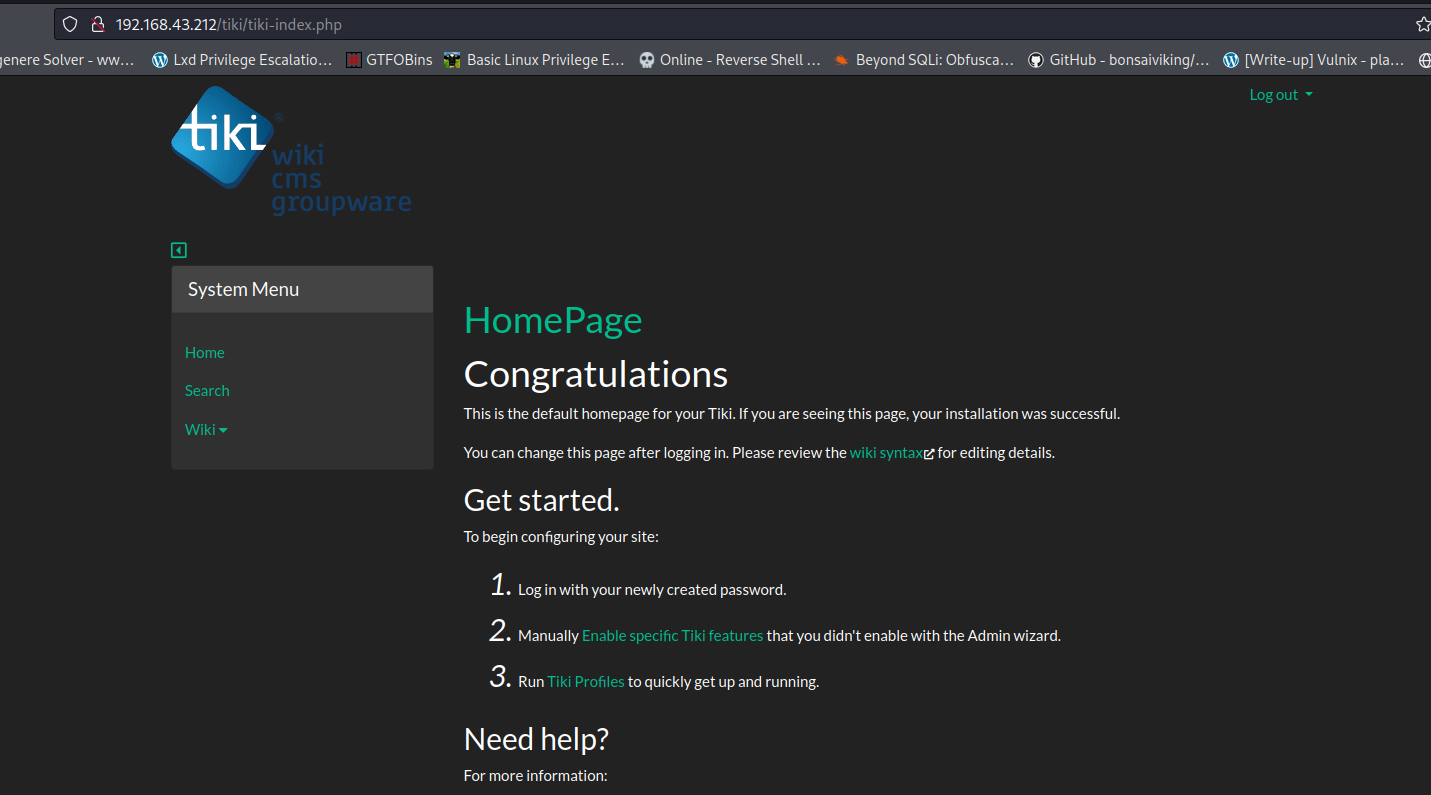 192.168.43.212/tiki/tiki-index.php
genere Solver - ww… Lxd Privilege Escalatio… GTFOBins Basic Linux Privilege E… Online - Reverse Shell … Beyond SQLi: Obfusca… GitHub - bonsaiviking/… [Write-up] Vulnix - pla…
Log out
tiki®
wiki
cms
groupware
System Menu
Home
Search
Wiki
HomePage
Congratulations
This is the default homepage for your Tiki. If you are seeing this page, your installation was successful.
You can change this page after logging in. Please review the wiki syntax for editing details.
Get started.
To begin configuring your site:
1. Log in with your newly created password.
2. Manually Enable specific Tiki features that you didn't enable with the Admin wizard.
3. Run Tiki Profiles to quickly get up and running.
Need help?
For more information: